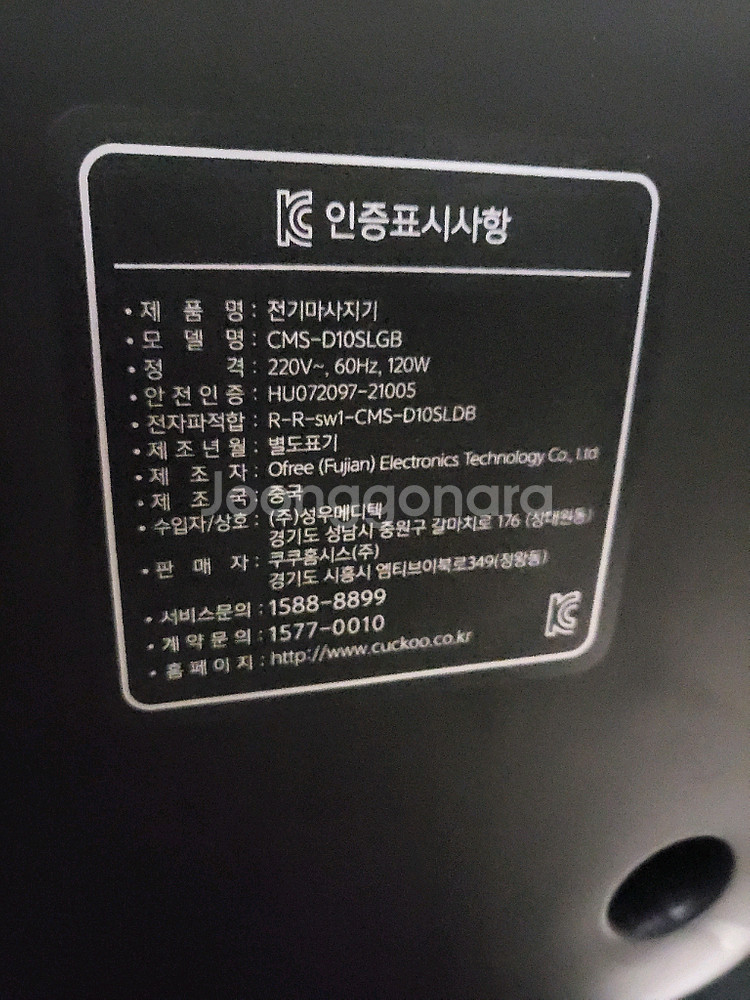 KC 인증표시사항
• 제 품 명 : 전기마사지기
• 모 델 명 : CMS-D10SLGB
• 정 격 : 220V~, 60Hz, 120W
• 안전인증 : HU072097-21005
• 전자파적합 : R-R-sw1-CMS-D10SLDB
• 제조년월 : 별도표기
• 제 조 자 : Ofree (Fujian) Electronics Technology Co., Ltd
• 제 조 국 : 중국
Joonggonara
• 수입자/상호 : (주)성우메디텍
경기도 성남시 중원구 갈마치로 176 (상대원동)
• 판 매 자 : 쿠쿠홈시스(주)
경기도 시흥시 엠티브이북로349(정왕동)
• 서비스문의 : 1588-8899
• 계약문의 : 1577-0010
• 홈페이지 : http://www.cuckoo.co.kr
KC